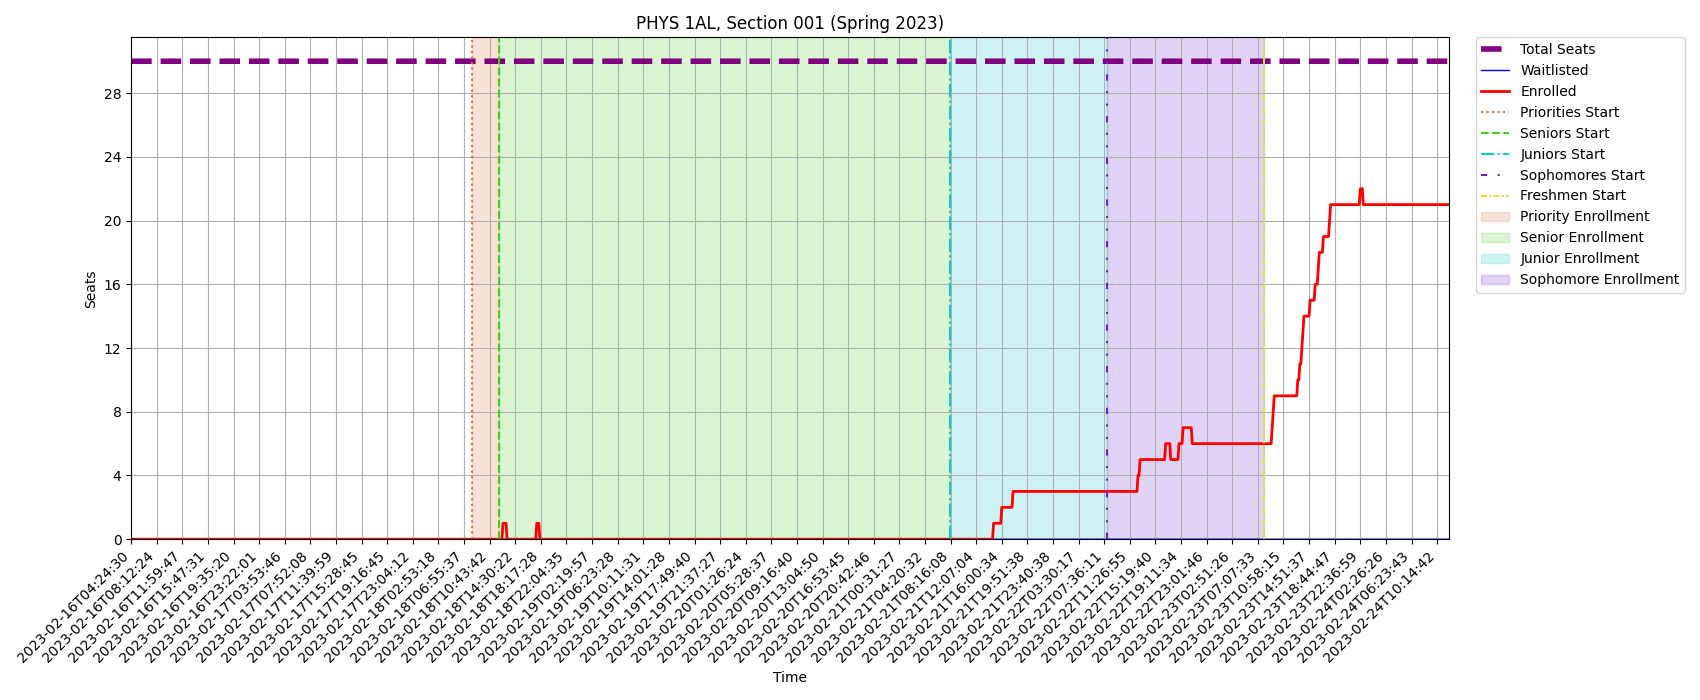 PHYS 1AL, Section 001 (Spring 2023)
Seats
28
24
20
16
12
8
4
0
2023-02-16T04:24:30
2023-02-16T08:12:24
2023-02-16T11:59:47
2023-02-16T15:47:31
2023-02-16T19:35:20
2023-02-16T23:22:01
2023-02-17T03:53:46
2023-02-17T07:52:08
2023-02-17T11:39:59
2023-02-17T15:28:45
2023-02-17T19:16:45
2023-02-17T23:04:12
2023-02-18T02:53:18
2023-02-18T06:55:37
2023-02-18T10:43:42
2023-02-18T14:30:22
2023-02-18T18:17:28
2023-02-18T22:04:35
2023-02-19T02:19:57
2023-02-19T06:23:28
2023-02-19T10:11:31
2023-02-19T14:01:28
2023-02-19T17:49:40
2023-02-19T21:37:27
2023-02-20T01:26:24
2023-02-20T05:28:37
2023-02-20T09:16:40
2023-02-20T13:04:50
2023-02-20T16:53:45
2023-02-20T20:42:46
2023-02-21T00:31:27
2023-02-21T04:20:32
2023-02-21T08:16:08
2023-02-21T12:07:04
2023-02-21T16:00:34
2023-02-21T19:51:38
2023-02-21T23:40:38
2023-02-22T03:30:17
2023-02-22T07:36:11
2023-02-22T11:26:55
2023-02-22T15:19:40
2023-02-22T19:11:34
2023-02-22T23:01:46
2023-02-23T02:51:26
2023-02-23T07:07:33
2023-02-23T10:58:15
2023-02-23T14:51:37
2023-02-23T18:44:47
2023-02-23T22:36:59
2023-02-24T02:26:26
2023-02-24T06:23:43
2023-02-24T10:14:42
Time
Total Seats
Waitlisted
Enrolled
Priorities Start
Seniors Start
Juniors Start
Sophomores Start
Freshmen Start
Priority Enrollment
Senior Enrollment
Junior Enrollment
Sophomore Enrollment